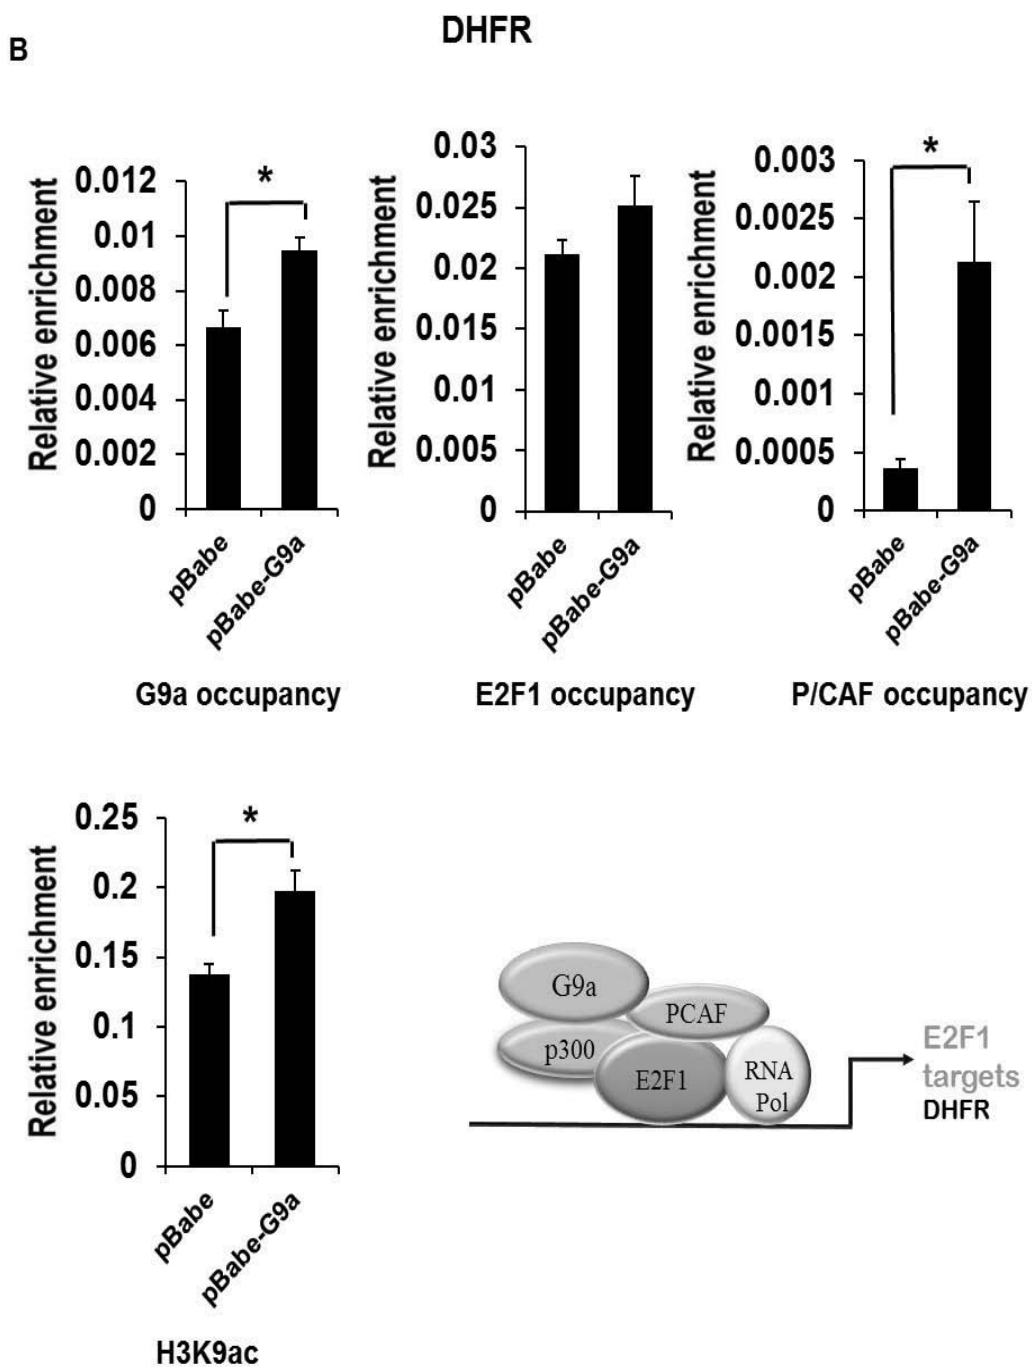 B
DHFR
Relative enrichment
0.012
0.01
0.008
0.006
0.004
0.002
0
*
pBabe
pBabe-G9a
G9a occupancy
Relative enrichment
0.03
0.025
0.02
0.015
0.01
0.005
0
pBabe
pBabe-G9a
E2F1 occupancy
Relative enrichment
0.003
0.0025
0.002
0.0015
0.001
0.0005
0
*
pBabe
pBabe-G9a
P/CAF occupancy
Relative enrichment
0.25
0.2
0.15
0.1
0.05
0
*
pBabe
pBabe-G9a
H3K9ac
G9a
PCAF
p300
E2F1
RNA
Pol
E2F1
targets
DHFR